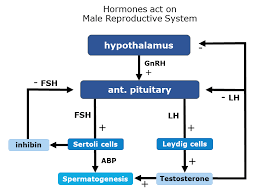 Hormones act on
Male Reproductive System
hypothalamus
-
GnRH
+
- FSH
ant. pituitary
- LH
FSH
LH
+
+
inhibin
Sertoli cells
Leydig cells
ABP
+
Spermatogenesis
+
Testosterone